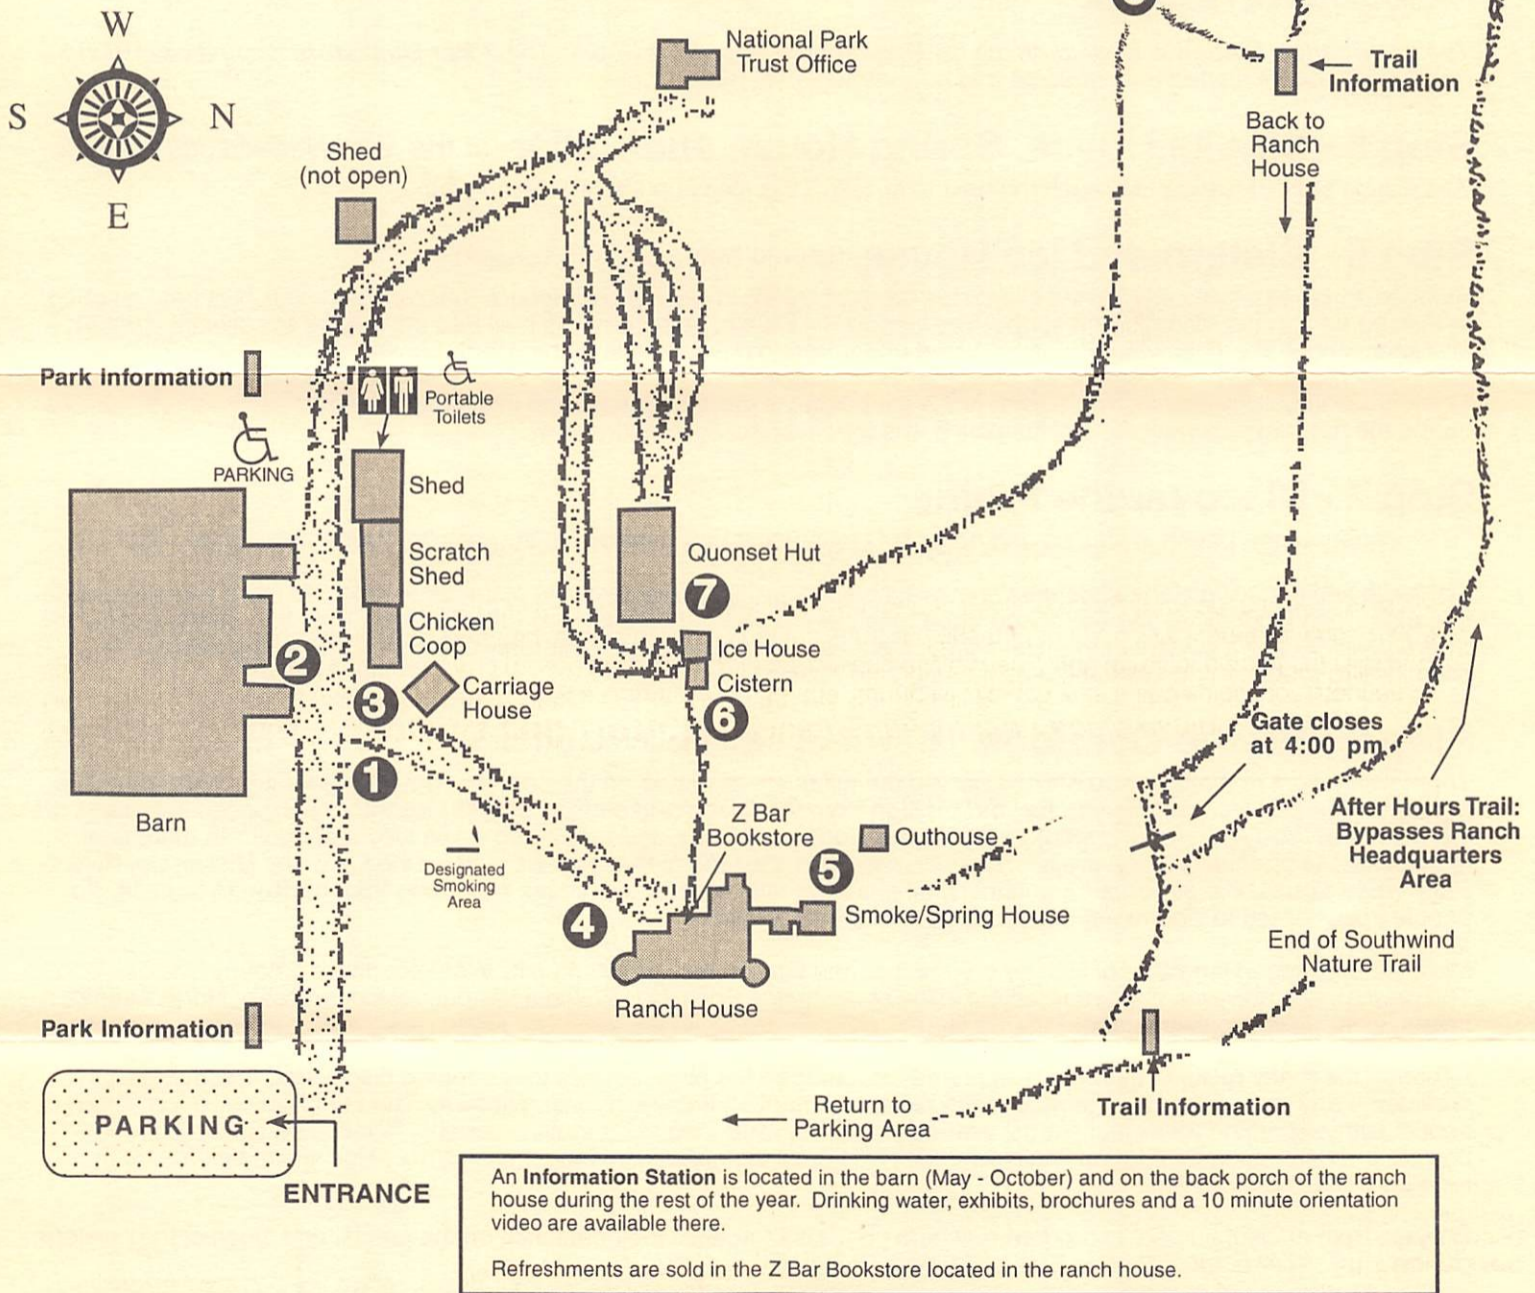 W
S
N
E
National Park
Trust Office
Trail
Information
Back to
Ranch
House
Shed
(not open)
Park Information
Portable
Toilets
PARKING
Shed
Scratch
Shed
Chicken
Coop
Carriage
House
Quonset Hut
7
Ice House
Cistern
6
2
3
1
Barn
Designated
Smoking
Area
Z Bar
Bookstore
Outhouse
5
4
Smoke/Spring House
Ranch House
Gate closes
at 4:00 pm
After Hours Trail:
Bypasses Ranch
Headquarters
Area
End of Southwind
Nature Trail
Park Information
PARKING
ENTRANCE
Return to
Parking Area
Trail Information
An Information Station is located in the barn (May - October) and on the back porch of the ranch
house during the rest of the year. Drinking water, exhibits, brochures and a 10 minute orientation
video are available there.
Refreshments are sold in the Z Bar Bookstore located in the ranch house.